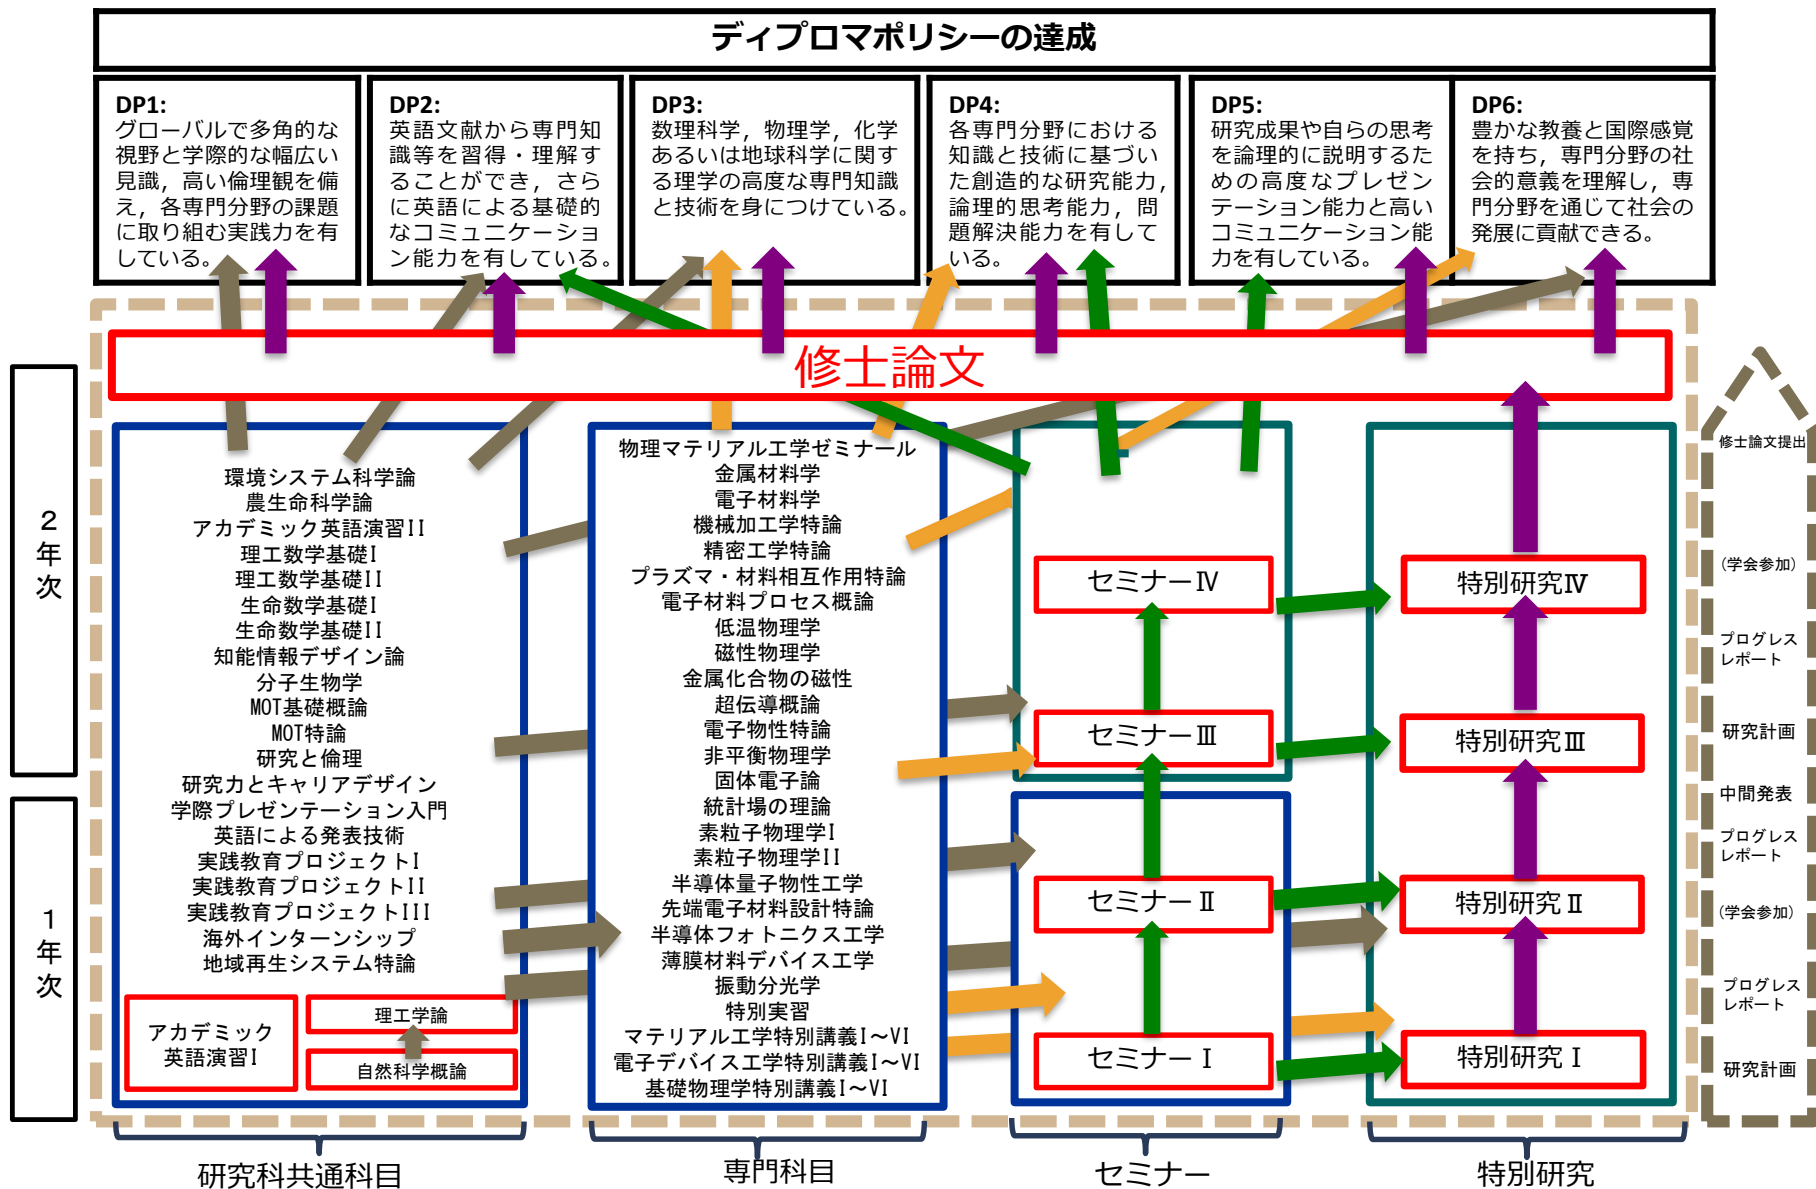 ディプロマポリシーの達成
DP1:
グローバルで多角的な
視野と学際的な幅広い
見識，高い倫理観を備
え，各専門分野の課題
に取り組む実践力を有
している。
DP2:
英語文献から専門知
識等を習得・理解す
ることができ，さら
に英語による基礎的
なコミュニケーショ
ン能力を有している。
DP3:
数理科学，物理学，化学
あるいは地球科学に関す
る理学の高度な専門知識
と技術を身につけている。
DP4:
各専門分野における
知識と技術に基づい
た創造的な研究能力，
論理的思考能力，問
題解決能力を有して
いる。
DP5:
研究成果や自らの思考
を論理的に説明するた
めの高度なプレゼン
テーション能力と高い
コミュニケーション能
力を有している。
DP6:
豊かな教養と国際感覚
を持ち，専門分野の社
会的意義を理解し，専
門分野を通じて社会の
発展に貢献できる。
修士論文
2
年
次
1
年
次
環境システム科学論
農生命科学論
アカデミック英語演習II
理工数学基礎I
理工数学基礎II
生命数学基礎I
生命数学基礎II
知能情報デザイン論
分子生物学
MOT基礎概論
MOT特論
研究と倫理
研究力とキャリアデザイン
学際プレゼンテーション入門
英語による発表技術
実践教育プロジェクトI
実践教育プロジェクトII
実践教育プロジェクトIII
海外インターンシップ
地域再生システム特論
アカデミック
英語演習I
理工学論
自然科学概論
物理マテリアル工学ゼミナール
金属材料学
電子材料学
機械加工学特論
精密工学特論
プラズマ・材料相互作用特論
電子材料プロセス概論
低温物理学
磁性物理学
金属化合物の磁性
超伝導概論
電子物性特論
非平衡物理学
固体電子論
統計場の理論
素粒子物理学I
素粒子物理学II
半導体量子物性工学
先端電子材料設計特論
半導体フォトニクス工学
薄膜材料デバイス工学
振動分光学
特別実習
マテリアル工学特別講義I～VI
電子デバイス工学特別講義I～VI
基礎物理学特別講義I～VI
セミナーⅣ
セミナーⅢ
セミナーⅡ
セミナーⅠ
特別研究Ⅳ
特別研究Ⅲ
特別研究Ⅱ
特別研究Ⅰ
修士論文提出
(学会参加)
プログレス
レポート
研究計画
中間発表
プログレス
レポート
(学会参加)
プログレス
レポート
研究計画
研究科共通科目
専門科目
セミナー
特別研究